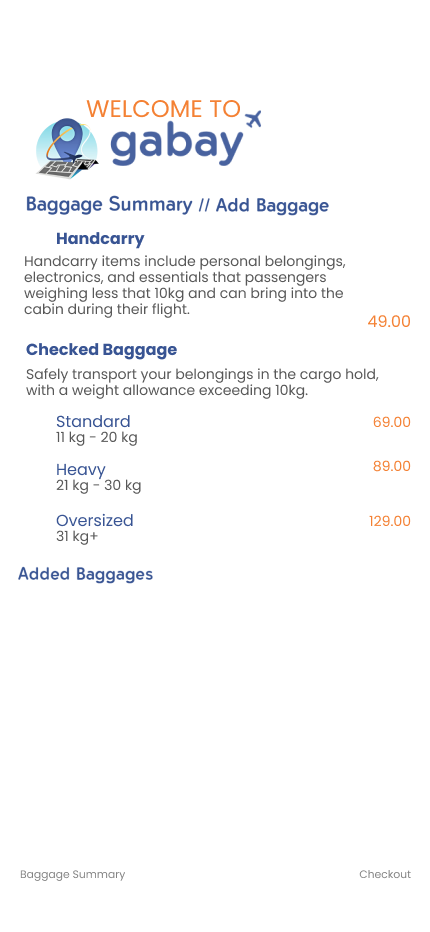 WELCOME TO
gabay
Baggage Summary // Add Baggage
Handcarry
Handcarry items include personal belongings,
electronics, and essentials that passengers
weighing less that 10kg and can bring into the
cabin during their flight.
49.00
Checked Baggage
Safely transport your belongings in the cargo hold,
with a weight allowance exceeding 10kg.
Standard 69.00
11 kg - 20 kg
Heavy 89.00
21 kg - 30 kg
Oversized 129.00
31 kg+
Added Baggages
Baggage Summary Checkout